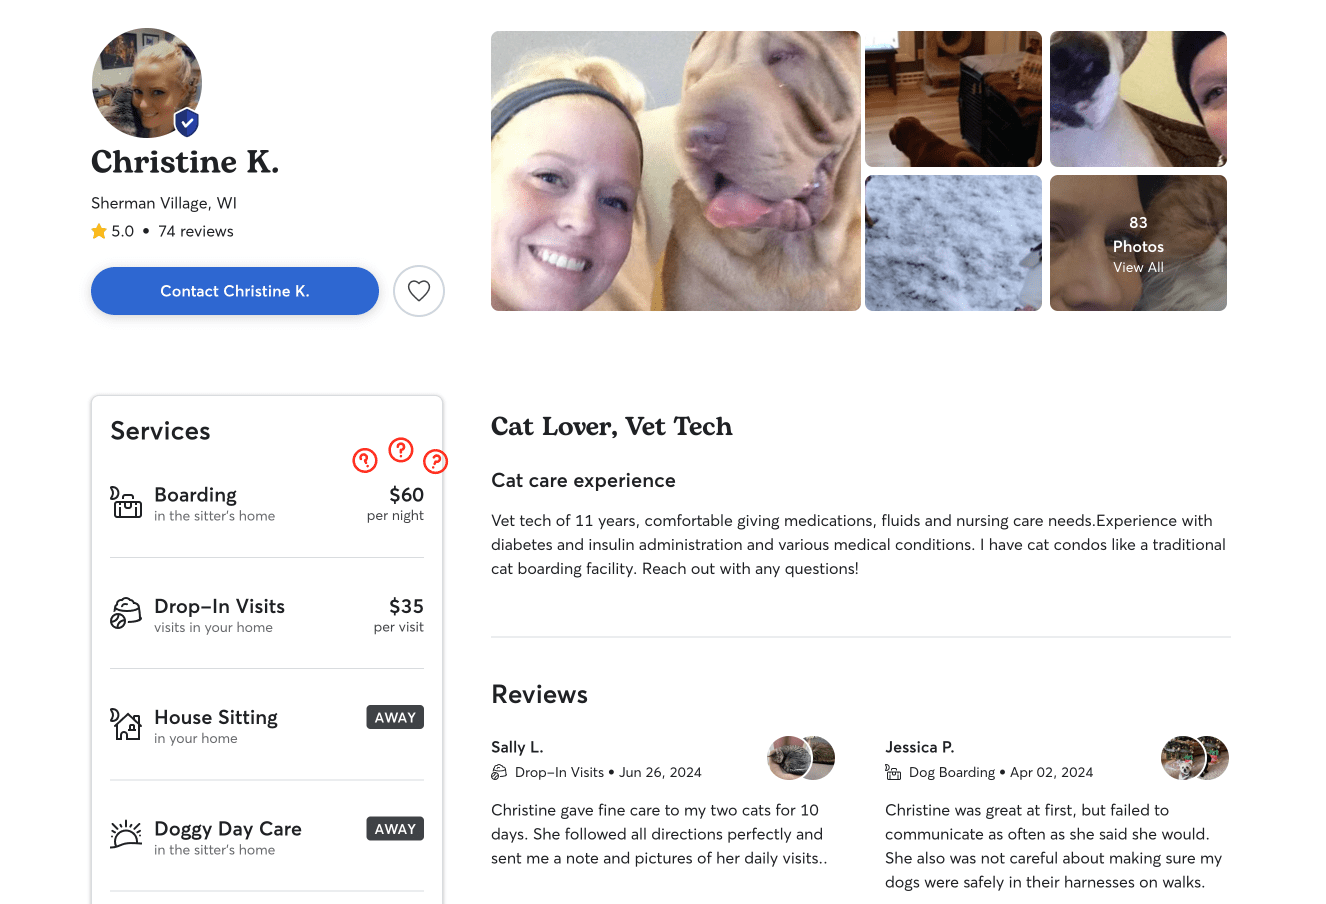 Christine K.
Sherman Village, WI
5.0 • 74 reviews
Contact Christine K.
83
Photos
View All
Services
? ? ?
Boarding
in the sitter's home
$60
per night
Drop-In Visits
visits in your home
$35
per visit
House Sitting
in your home
AWAY
Doggy Day Care
in the sitter's home
AWAY
Cat Lover, Vet Tech
Cat care experience
Vet tech of 11 years, comfortable giving medications, fluids and nursing care needs.Experience with
diabetes and insulin administration and various medical conditions. I have cat condos like a traditional
cat boarding facility. Reach out with any questions!
Reviews
Sally L.
Drop-In Visits • Jun 26, 2024
Christine gave fine care to my two cats for 10
days. She followed all directions perfectly and
sent me a note and pictures of her daily visits..
Jessica P.
Dog Boarding • Apr 02, 2024
Christine was great at first, but failed to
communicate as often as she said she would.
She also was not careful about making sure my
dogs were safely in their harnesses on walks.